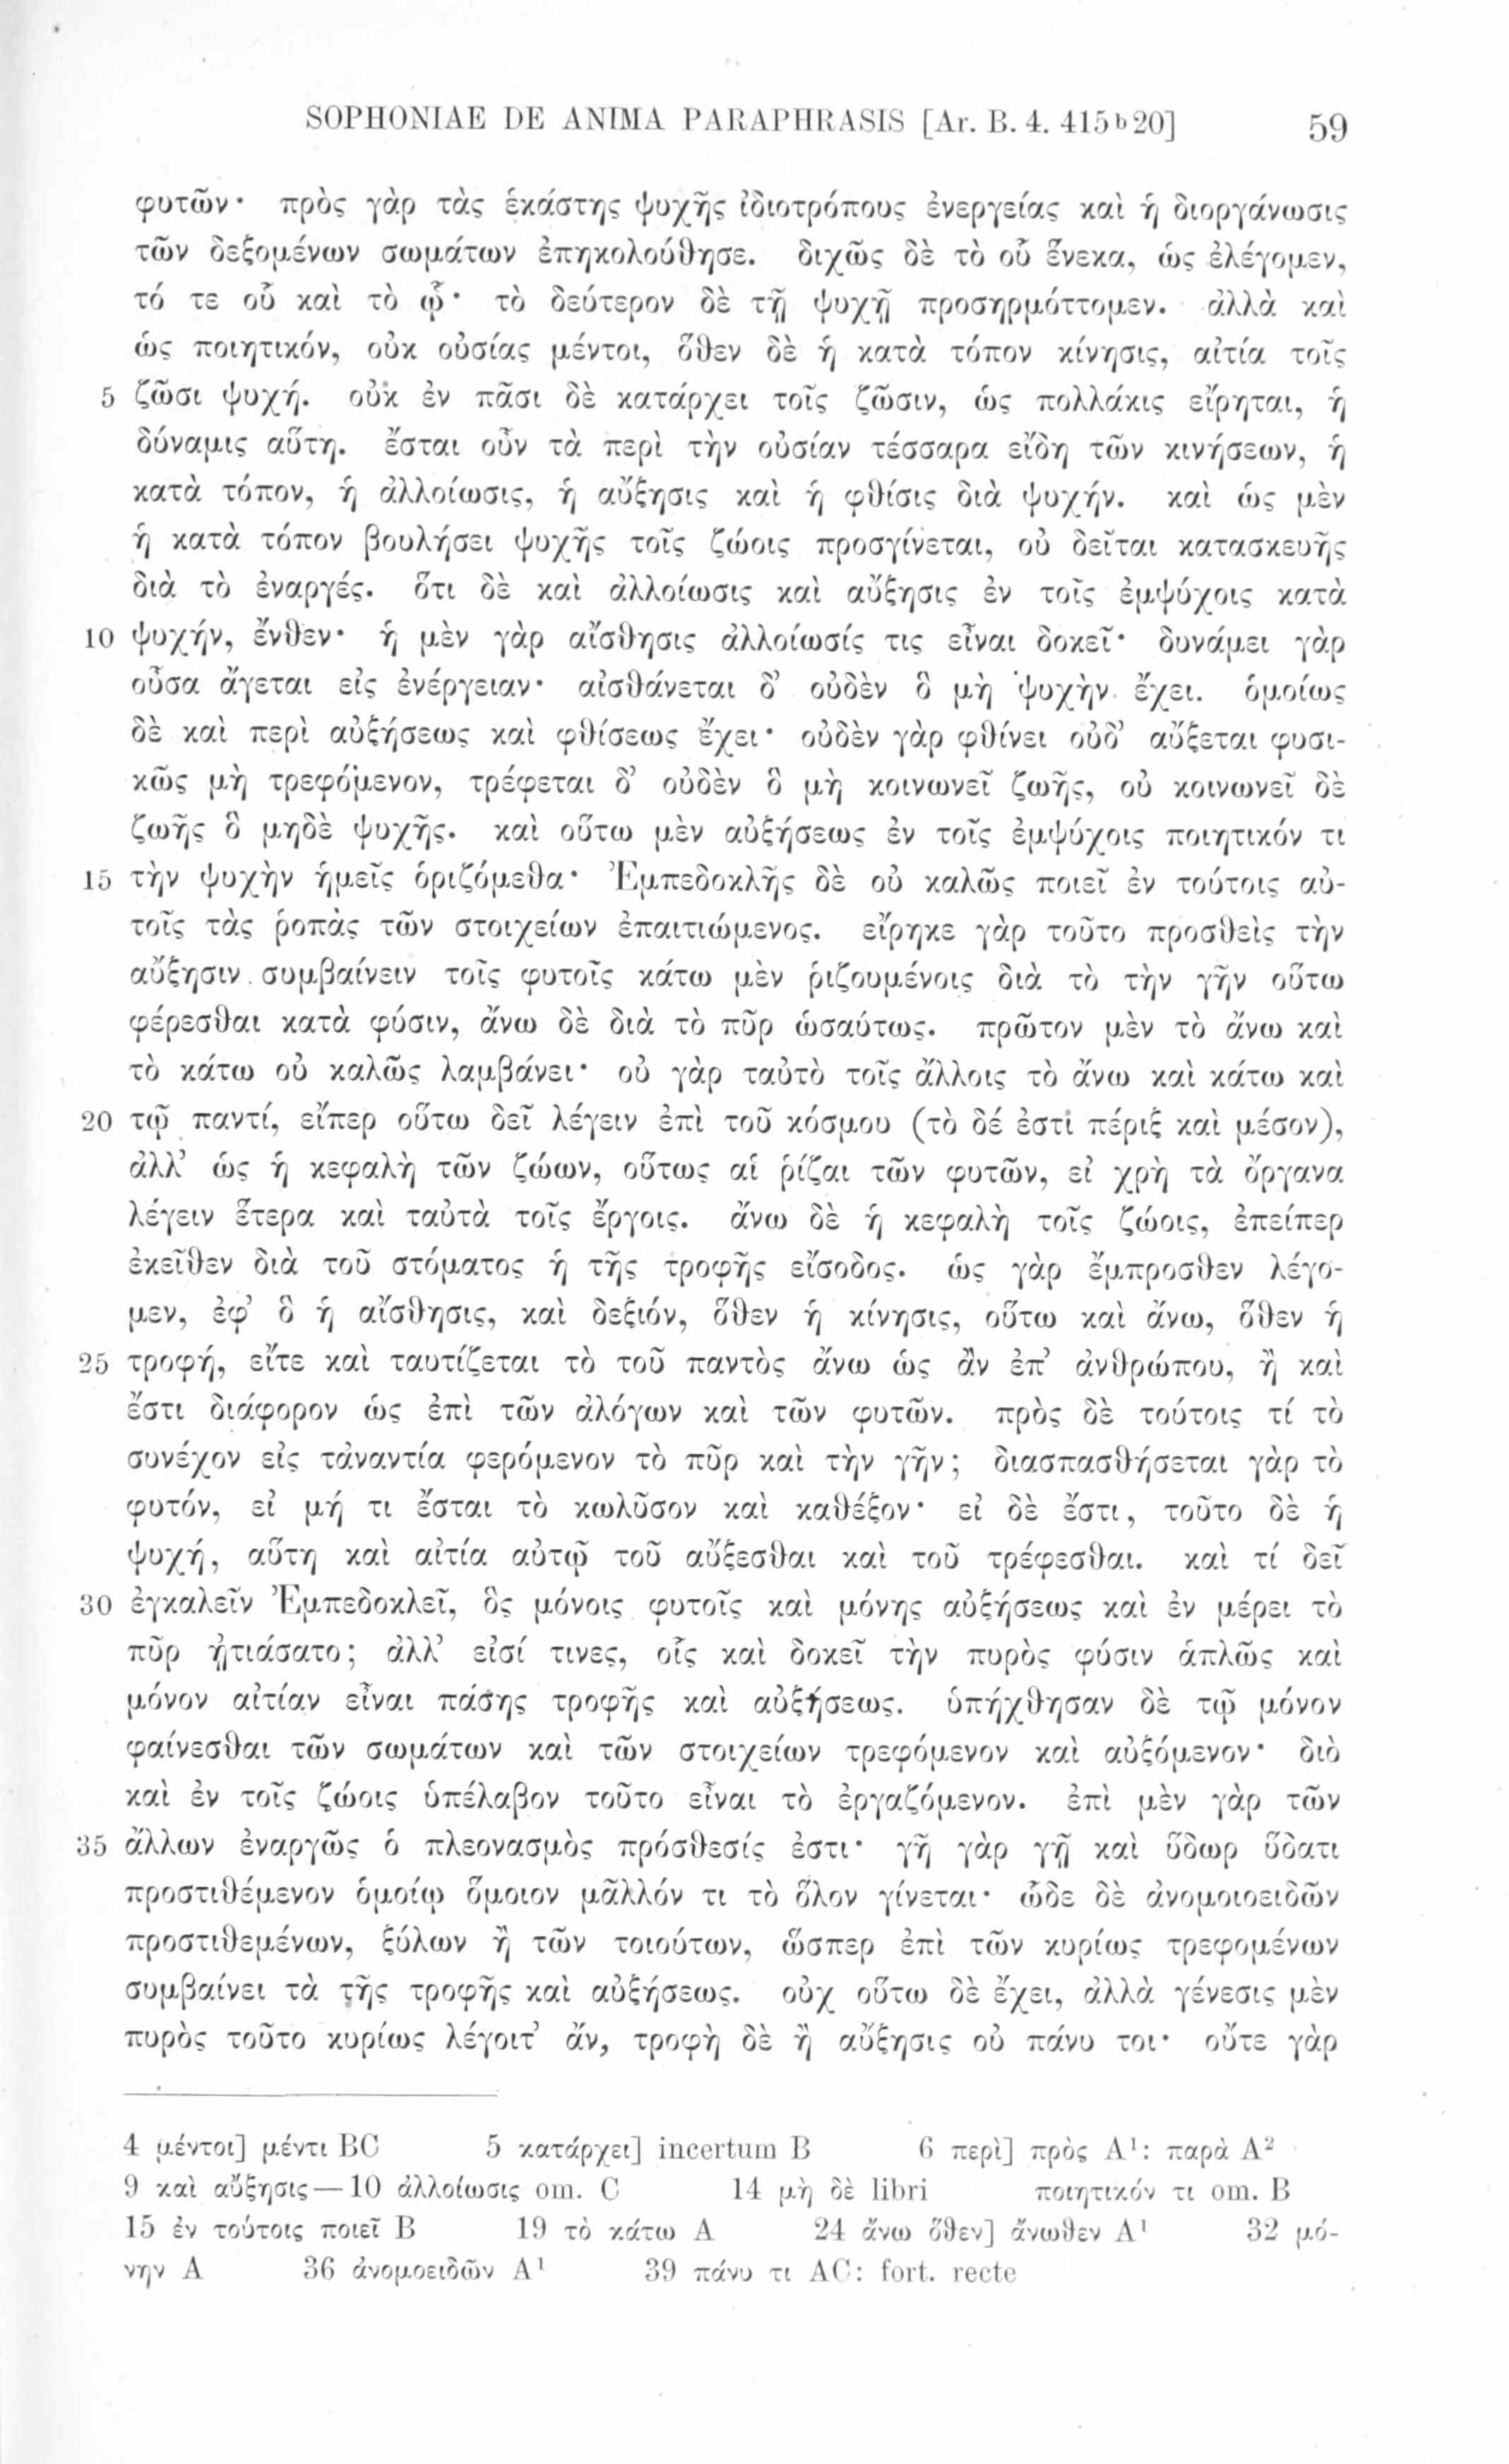 SOPHONIAE DE ANIMA PARAPHRASIS [Ar. B. 4. 415ᵇ20] 59
φυτῶν· πρὸς γὰρ τὰς ἑκάστης ψυχῆς ἰδιοτρόπους ἐνεργείας καὶ ἡ διοργάνωσις
τῶν δεξομένων σωμάτων ἐπηκολούθησε. διχῶς δὲ τὸ οὗ ἕνεκα, ὡς ἐλέγομεν,
τό τε οὗ καὶ τὸ ᾧ· τὸ δεύτερον δὲ τῇ ψυχῇ προσηρμόττομεν. ἀλλὰ καὶ
ὡς ποιητικόν, οὐκ οὐσίας μέντοι, ὅθεν δὲ ἡ κατὰ τόπον κίνησις, αἰτία τοῖς
5 ζῶσι ψυχή. οὐκ ἐν πᾶσι δὲ κατάρχει τοῖς ζῶσιν, ὡς πολλάκις εἴρηται, ἡ
δύναμις αὕτη. ἔσται οὖν τὰ περὶ τὴν οὐσίαν τέσσαρα εἴδη τῶν κινήσεων, ἡ
κατὰ τόπον, ἡ ἀλλοίωσις, ἡ αὔξησις καὶ ἡ φθίσις διὰ ψυχήν. καὶ ὡς μὲν
ἡ κατὰ τόπον βουλήσει ψυχῆς τοῖς ζώοις προσγίνεται, οὐ δεῖται κατασκευῆς
διὰ τὸ ἐναργές. ὅτι δὲ καὶ ἀλλοίωσις καὶ αὔξησις ἐν τοῖς ἐμψύχοις κατὰ
10 ψυχήν, ἔνθεν· ἡ μὲν γὰρ αἴσθησις ἀλλοίωσίς τις εἶναι δοκεῖ· δυνάμει γὰρ
οὖσα ἄγεται εἰς ἐνέργειαν· αἰσθάνεται δ’ οὐδὲν ὃ μὴ ψυχὴν ἔχει. ὁμοίως
δὲ καὶ περὶ αὐξήσεως καὶ φθίσεως ἔχει· οὐδὲν γὰρ φθίνει οὐδ’ αὔξεται φυσι-
κῶς μὴ τρεφόμενον, τρέφεται δ’ οὐδὲν ὃ μὴ κοινωνεῖ ζωῆς, οὐ κοινωνεῖ δὲ
ζωῆς ὃ μηδὲ ψυχῆς. καὶ οὕτω μὲν αὐξήσεως ἐν τοῖς ἐμψύχοις ποιητικόν τι
15 τὴν ψυχὴν ἡμεῖς ὁριζόμεθα· Ἐμπεδοκλῆς δὲ οὐ καλῶς ποιεῖ ἐν τούτοις αὐ-
τοῖς τὰς ῥοπὰς τῶν στοιχείων ἐπαιτιώμενος. εἴρηκε γὰρ τοῦτο προσθεὶς τὴν
αὔξησιν συμβαίνειν τοῖς φυτοῖς κάτω μὲν ῥιζουμένοις διὰ τὸ τὴν γῆν οὕτω
φέρεσθαι κατὰ φύσιν, ἄνω δὲ διὰ τὸ πῦρ ὡσαύτως. πρῶτον μὲν τὸ ἄνω καὶ
τὸ κάτω οὐ καλῶς λαμβάνει· οὐ γὰρ ταὐτὸ τοῖς ἄλλοις τὸ ἄνω καὶ κάτω καὶ
20 τῷ παντί, εἴπερ οὕτω δεῖ λέγειν ἐπὶ τοῦ κόσμου (τὸ δέ ἐστι πέριξ καὶ μέσον),
ἀλλ’ ὡς ἡ κεφαλὴ τῶν ζώων, οὕτως αἱ ῥίζαι τῶν φυτῶν, εἰ χρὴ τὰ ὄργανα
λέγειν ἕτερα καὶ ταὐτὰ τοῖς ἔργοις. ἄνω δὲ ἡ κεφαλὴ τοῖς ζώοις, ἐπείπερ
ἐκεῖθεν διὰ τοῦ στόματος ἡ τῆς τροφῆς εἴσοδος. ὡς γὰρ ἔμπροσθεν λέγο-
μεν, ἐφ’ ὃ ἡ αἴσθησις, καὶ δεξιόν, ὅθεν ἡ κίνησις, οὕτω καὶ ἄνω, ὅθεν ἡ
25 τροφή, εἴτε καὶ ταυτίζεται τὸ τοῦ παντὸς ἄνω ὡς ἂν ἐπ’ ἀνθρώπου, ἢ καὶ
ἔστι διάφορον ὡς ἐπὶ τῶν ἀλόγων καὶ τῶν φυτῶν. πρὸς δὲ τούτοις τί τὸ
συνέχον εἰς τἀναντία φερόμενον τὸ πῦρ καὶ τὴν γῆν; διασπασθήσεται γὰρ τὸ
φυτόν, εἰ μή τι ἔσται τὸ κωλῦσον καὶ καθέξον· εἰ δὲ ἔστι, τοῦτο δὲ ἡ
ψυχή, αὕτη καὶ αἰτία αὐτῷ τοῦ αὔξεσθαι καὶ τοῦ τρέφεσθαι. καὶ τί δεῖ
30 ἐγκαλεῖν Ἐμπεδοκλεῖ, ὃς μόνοις φυτοῖς καὶ μόνης αὐξήσεως καὶ ἐν μέρει τὸ
πῦρ ᾐτιάσατο; ἀλλ’ εἰσί τινες, οἷς καὶ δοκεῖ τὴν πυρὸς φύσιν ἁπλῶς καὶ
μόνον αἰτίαν εἶναι πάσης τροφῆς καὶ αὐξήσεως. ὑπήχθησαν δὲ τῷ μόνον
φαίνεσθαι τῶν σωμάτων καὶ τῶν στοιχείων τρεφόμενον καὶ αὐξόμενον· διὸ
καὶ ἐν τοῖς ζώοις ὑπέλαβον τοῦτο εἶναι τὸ ἐργαζόμενον. ἐπὶ μὲν γὰρ τῶν
35 ἄλλων ἐναργῶς ὁ πλεονασμὸς πρόσθεσίς ἐστι· γῆ γὰρ γῇ καὶ ὕδωρ ὕδατι
προστιθέμενον ὁμοίῳ ὅμοιον μᾶλλόν τι τὸ ὅλον γίνεται· ὧδε δὲ ἀνομοιοειδῶν
προστιθεμένων, ξύλων ἢ τῶν τοιούτων, ὥσπερ ἐπὶ τῶν κυρίως τρεφομένων
συμβαίνει τὰ τῆς τροφῆς καὶ αὐξήσεως. οὐχ οὕτω δὲ ἔχει, ἀλλὰ γένεσις μὲν
πυρὸς τοῦτο κυρίως λέγοιτ’ ἄν, τροφὴ δὲ ἢ αὔξησις οὐ πάνυ τοι· οὔτε γὰρ
4 μέντοι] μέντι BC 5 κατάρχει] incertum B 6 περὶ] πρὸς A¹: παρὰ A²
9 καὶ αὔξησις—10 ἀλλοίωσις om. C 14 μὴ δὲ libri ποιητικόν τι om. B
15 ἐν τούτοις ποιεῖ B 19 τὸ κάτω A 24 ἄνω ὅθεν] ἄνωθεν A¹ 32 μό-
νην A 36 ἀνομοειδῶν A¹ 39 πάνυ τι AC: fort. recte